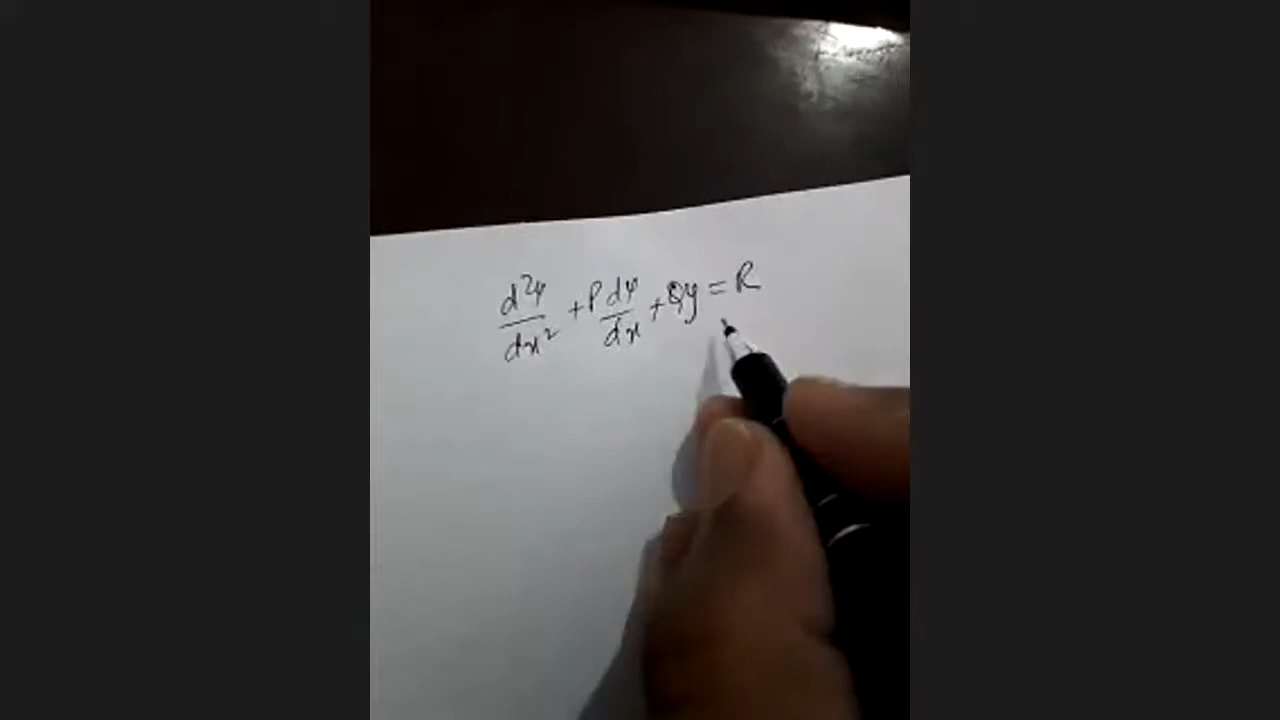 d²y/dx² + P dy/dx + Qy = R